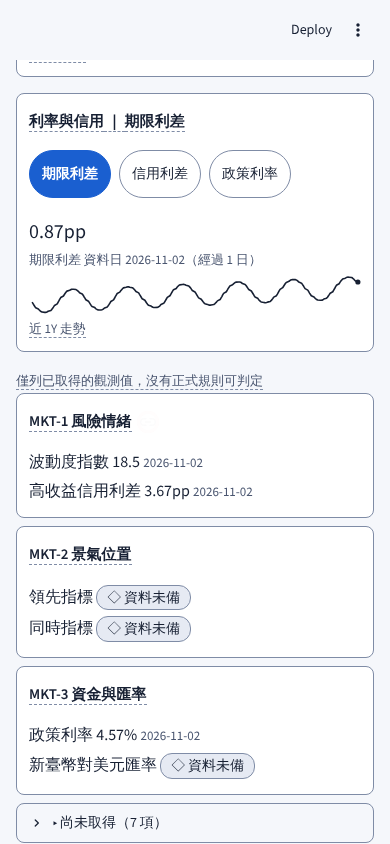 Deploy
利率與信用 ｜ 期限利差
期限利差 信用利差 政策利率
0.87pp
期限利差 資料日 2026-11-02（經過 1 日）
近 1Y 走勢
僅列已取得的觀測值，沒有正式規則可判定
MKT-1 風險情緒
波動度指數 18.5 2026-11-02
高收益信用利差 3.67pp 2026-11-02
MKT-2 景氣位置
領先指標 ◇ 資料未備
同時指標 ◇ 資料未備
MKT-3 資金與匯率
政策利率 4.57% 2026-11-02
新臺幣對美元匯率 ◇ 資料未備
▸ 尚未取得（7 項）